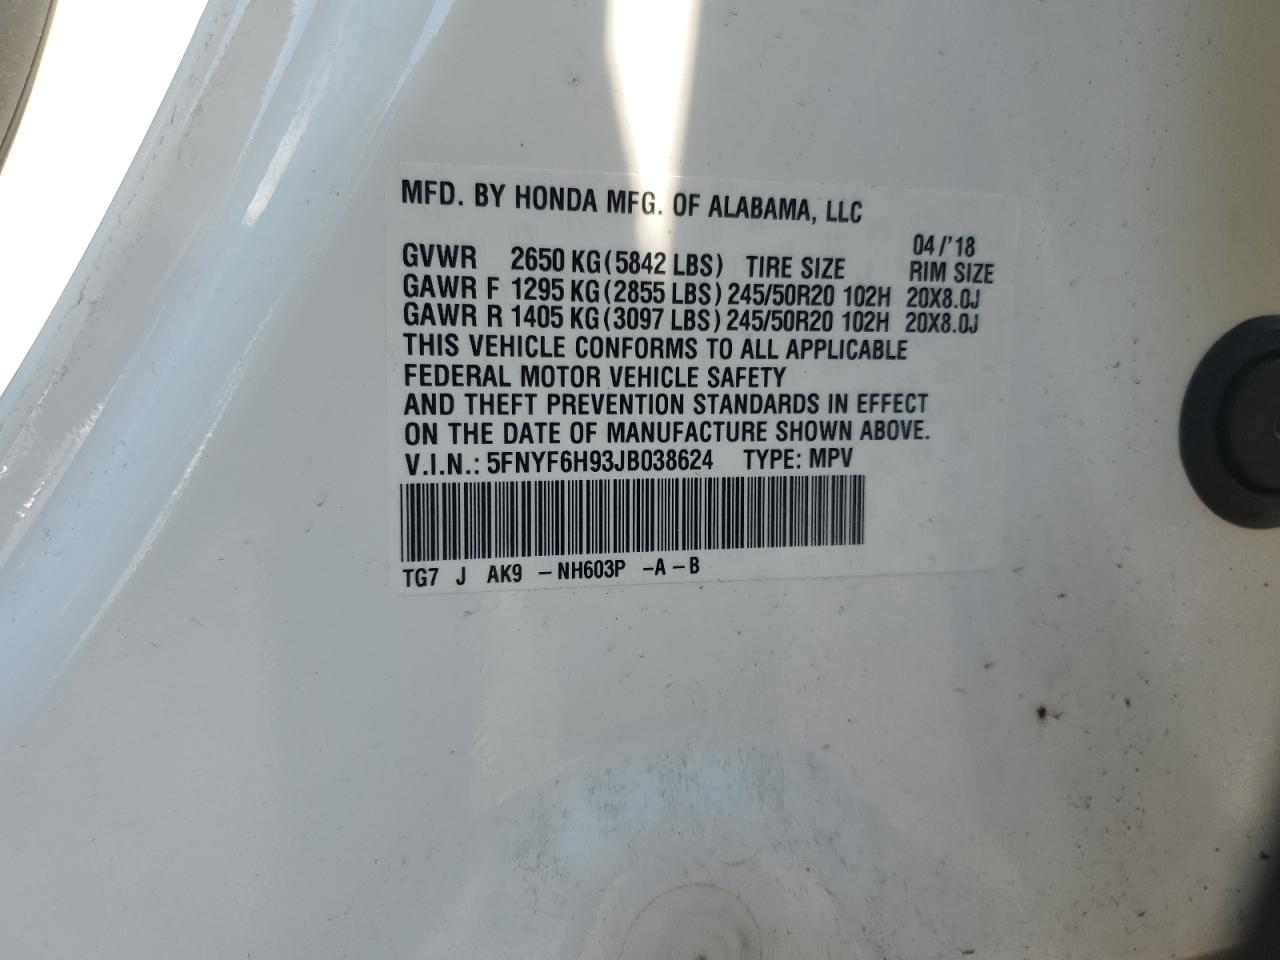 MFD. BY HONDA MFG. OF ALABAMA, LLC
04/'18
GVWR 2650 KG(5842 LBS) TIRE SIZE RIM SIZE
GAWR F 1295 KG(2855 LBS) 245/50R20 102H 20X8.0J
GAWR R 1405 KG(3097 LBS) 245/50R20 102H 20X8.0J
THIS VEHICLE CONFORMS TO ALL APPLICABLE
FEDERAL MOTOR VEHICLE SAFETY
AND THEFT PREVENTION STANDARDS IN EFFECT
ON THE DATE OF MANUFACTURE SHOWN ABOVE.
V.I.N.: 5FNYF6H93JB038624 TYPE: MPV
TG7 J AK9 -NH603P -A-B